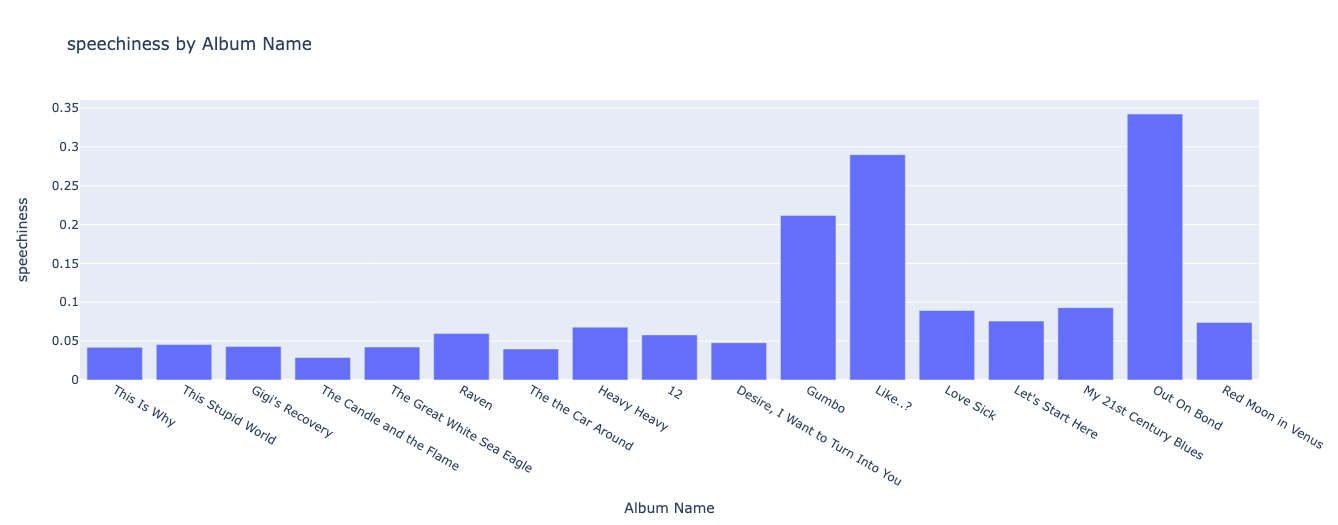 speechiness by Album Name
speechiness
0.35
0.3
0.25
0.2
0.15
0.1
0.05
0
This Is Why
This Stupid World
Gigi's Recovery
The Candle and the Flame
The Great White Sea Eagle
Raven
The the Car Around
Heavy Heavy
12
Desire, I Want to Turn Into You
Gumbo
Like..?
Love Sick
Let's Start Here
My 21st Century Blues
Out On Bond
Red Moon in Venus
Album Name